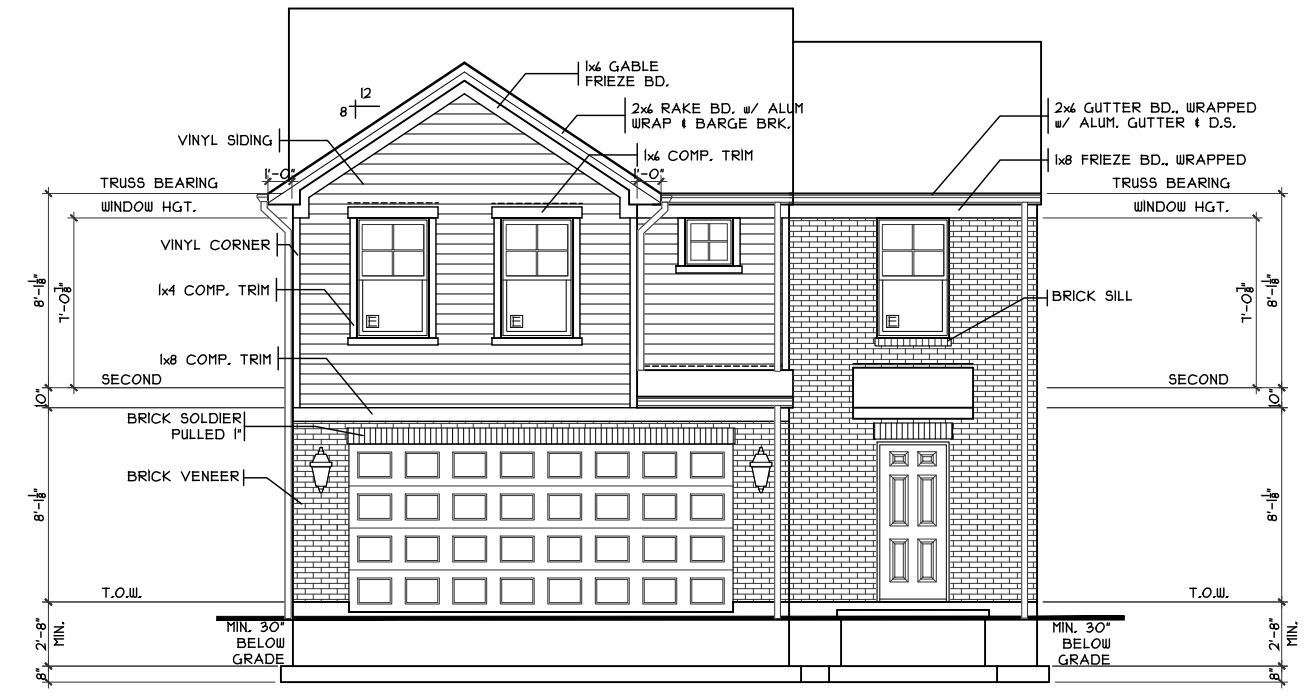 1x6 GABLE
FRIEZE BD.
12
8
2x6 RAKE BD. w/ ALUM
WRAP & BARGE BRK.
2x6 GUTTER BD., WRAPPED
w/ ALUM. GUTTER & D.S.
VINYL SIDING
1x6 COMP. TRIM
1x8 FRIEZE BD., WRAPPED
1'-0"
1'-0"
TRUSS BEARING
TRUSS BEARING
WINDOW HGT.
WINDOW HGT.
VINYL CORNER
8'-1 1/8"
7'-0 3/8"
1x4 COMP. TRIM
E
E
E
BRICK SILL
7'-0 3/8"
8'-1 1/8"
1x8 COMP. TRIM
SECOND
SECOND
10"
10"
BRICK SOLDIER
PULLED 1"
BRICK VENEER
8'-1 1/8"
8'-1 1/8"
T.O.W.
T.O.W.
2'-8"
MIN.
MIN. 30"
BELOW
GRADE
MIN. 30"
BELOW
GRADE
2'-8"
MIN.
8"
8"